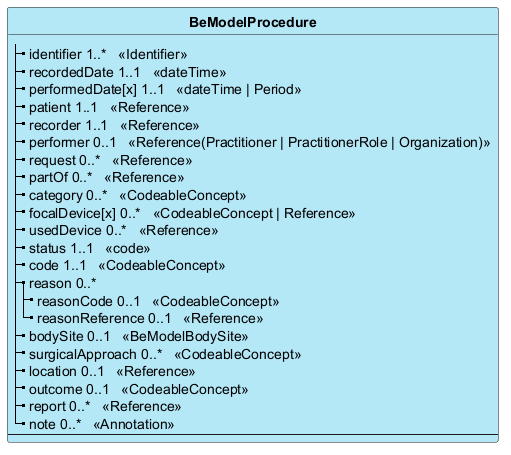 BeModelProcedure
identifier 1..* «Identifier»
recordedDate 1..1 «dateTime»
performedDate[x] 1..1 «dateTime | Period»
patient 1..1 «Reference»
recorder 1..1 «Reference»
performer 0..1 «Reference(Practitioner | PractitionerRole | Organization)»
request 0..* «Reference»
partOf 0..* «Reference»
category 0..* «CodeableConcept»
focalDevice[x] 0..* «CodeableConcept | Reference»
usedDevice 0..* «Reference»
status 1..1 «code»
code 1..1 «CodeableConcept»
reason 0..*
reasonCode 0..1 «CodeableConcept»
reasonReference 0..1 «Reference»
bodySite 0..1 «BeModelBodySite»
surgicalApproach 0..* «CodeableConcept»
location 0..1 «Reference»
outcome 0..1 «CodeableConcept»
report 0..* «Reference»
note 0..* «Annotation»